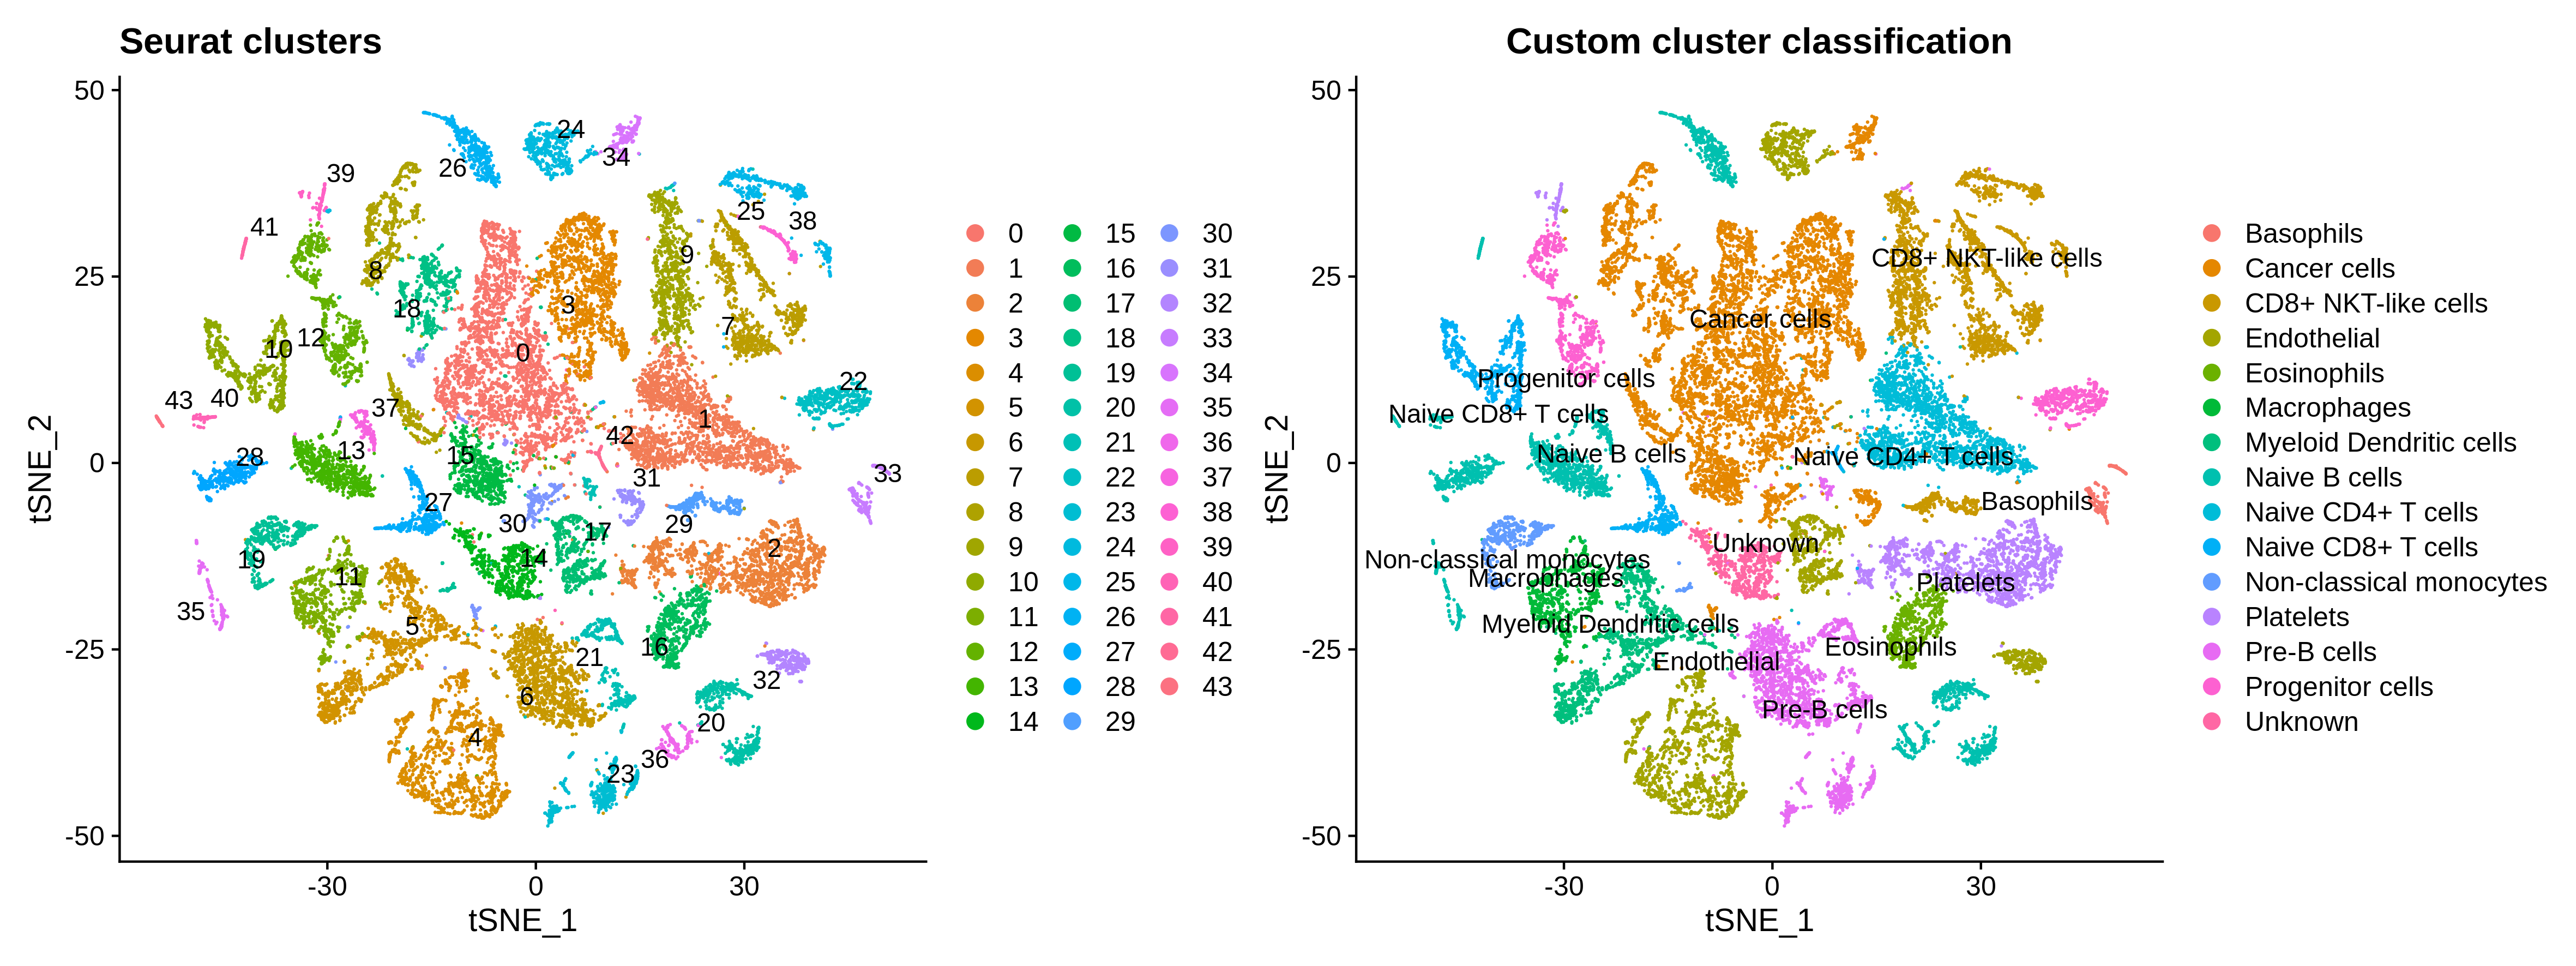 Seurat clusters
50
25
0
-25
-50
tSNE_2
-30
0
30
tSNE_1
24
26
34
39
41
25
38
8
9
18
3
7
12
10
0
22
43
40
37
1
42
15
13
28
33
31
27
30
29
17
2
14
19
11
35
5
16
21
32
6
20
4
36
23
0
1
2
3
4
5
6
7
8
9
10
11
12
13
14
15
16
17
18
19
20
21
22
23
24
25
26
27
28
29
30
31
32
33
34
35
36
37
38
39
40
41
42
43
Custom cluster classification
50
25
0
-25
-50
tSNE_2
-30
0
30
tSNE_1
CD8+ NKT-like cells
Cancer cells
Progenitor cells
Naive CD8+ T cells
Naive B cells
Naive CD4+ T cells
Basophils
Unknown
Non-classical monocytes
Macrophages
Platelets
Myeloid Dendritic cells
Eosinophils
Endothelial
Pre-B cells
Basophils
Cancer cells
CD8+ NKT-like cells
Endothelial
Eosinophils
Macrophages
Myeloid Dendritic cells
Naive B cells
Naive CD4+ T cells
Naive CD8+ T cells
Non-classical monocytes
Platelets
Pre-B cells
Progenitor cells
Unknown